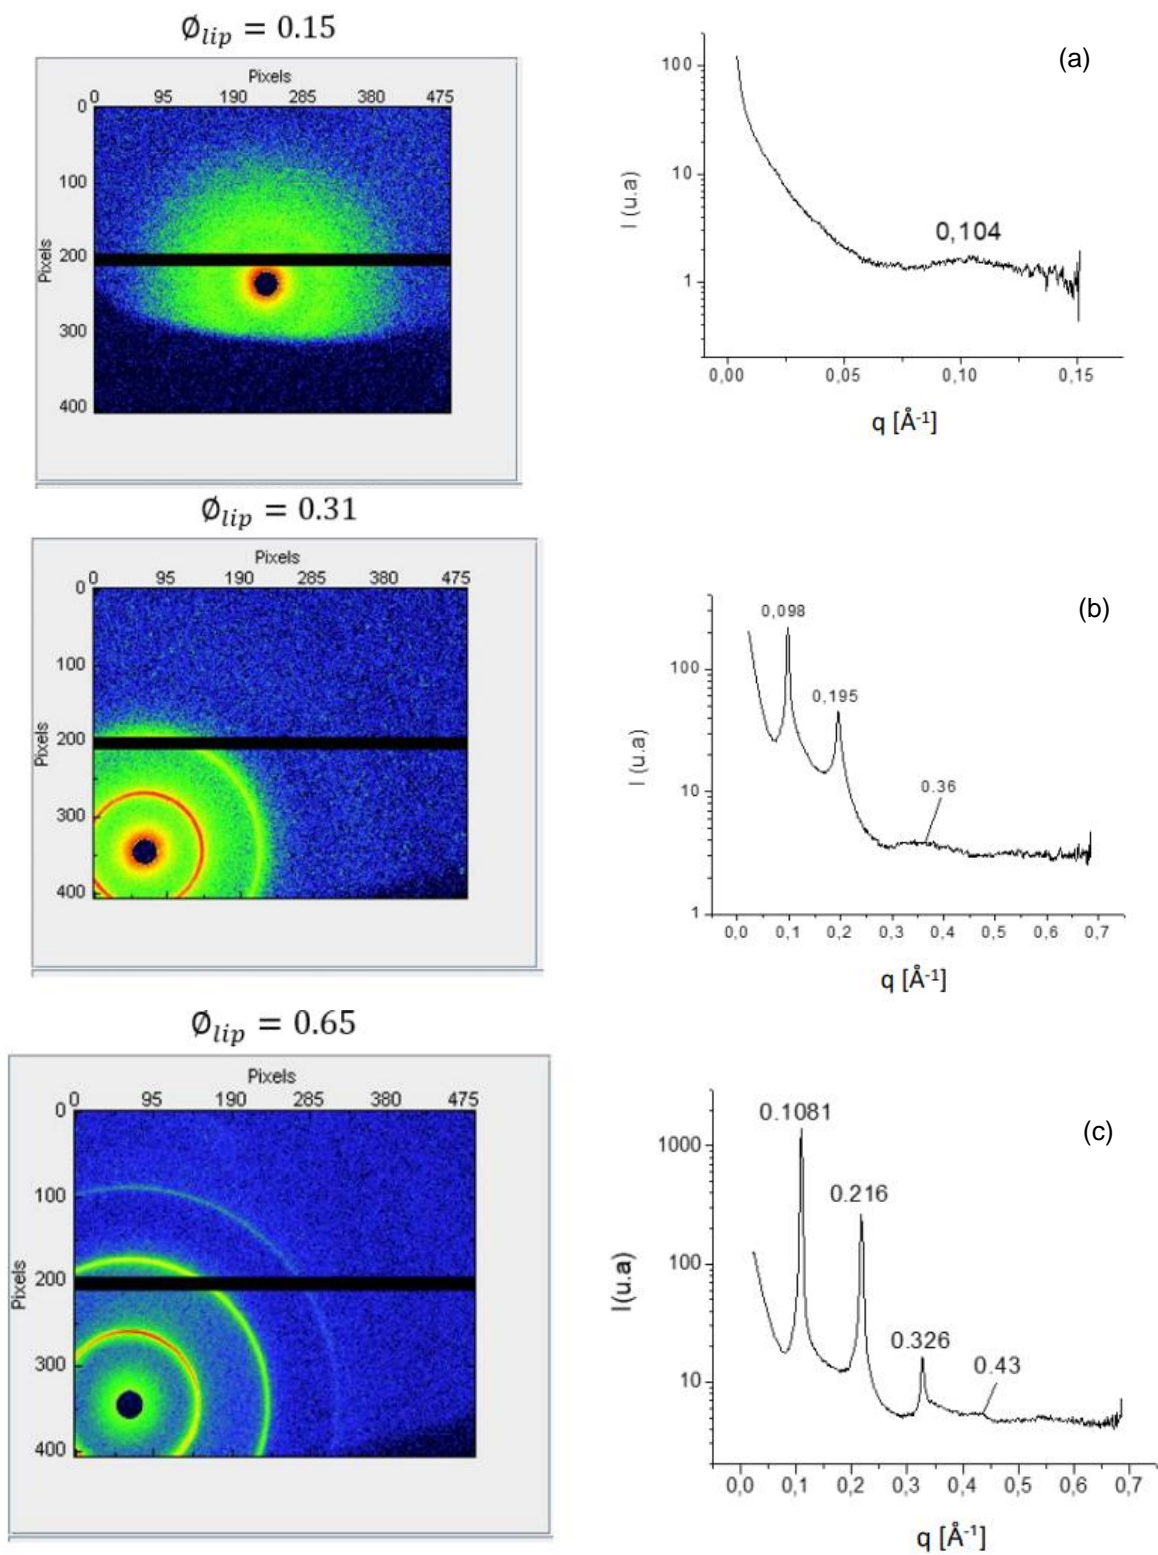 ∅lip = 0.15
Pixels
0 95 190 285 380 475
0
100
200
300
400
Pixels
(a)
100
10
1
I (u.a)
0,104
0,00 0,05 0,10 0,15
q [Å-1]
∅lip = 0.31
Pixels
0 95 190 285 380 475
0
100
200
300
400
Pixels
(b)
100
10
1
I (u.a)
0,098
0,195
0.36
0,0 0,1 0,2 0,3 0,4 0,5 0,6 0,7
q [Å-1]
∅lip = 0.65
Pixels
0 95 190 285 380 475
0
100
200
300
400
Pixels
(c)
1000
100
10
I(u.a)
0.1081
0.216
0.326
0.43
0,0 0,1 0,2 0,3 0,4 0,5 0,6 0,7
q [Å-1]